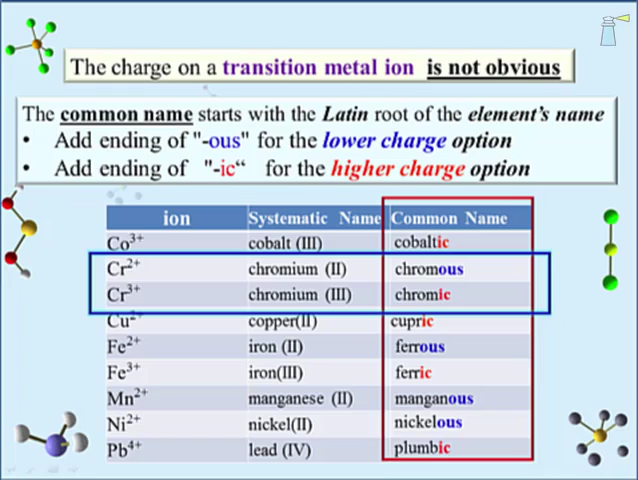 The charge on a transition metal ion is not obvious
The common name starts with the Latin root of the element's name
• Add ending of "-ous" for the lower charge option
• Add ending of "-ic“ for the higher charge option
ion Systematic Name Common Name
Co³⁺ cobalt (III) cobaltic
Cr²⁺ chromium (II) chromous
Cr³⁺ chromium (III) chromic
Cu²⁺ copper(II) cupric
Fe²⁺ iron (II) ferrous
Fe³⁺ iron(III) ferric
Mn²⁺ manganese (II) manganous
Ni²⁺ nickel(II) nickelous
Pb⁴⁺ lead (IV) plumbic